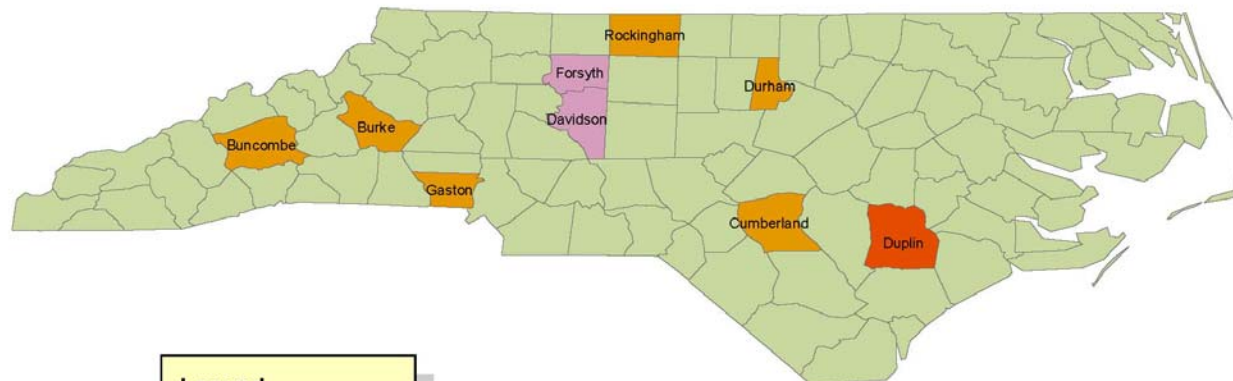 Rockingham
Forsyth
Durham
Davidson
Burke
Buncombe
Gaston
Cumberland
Duplin